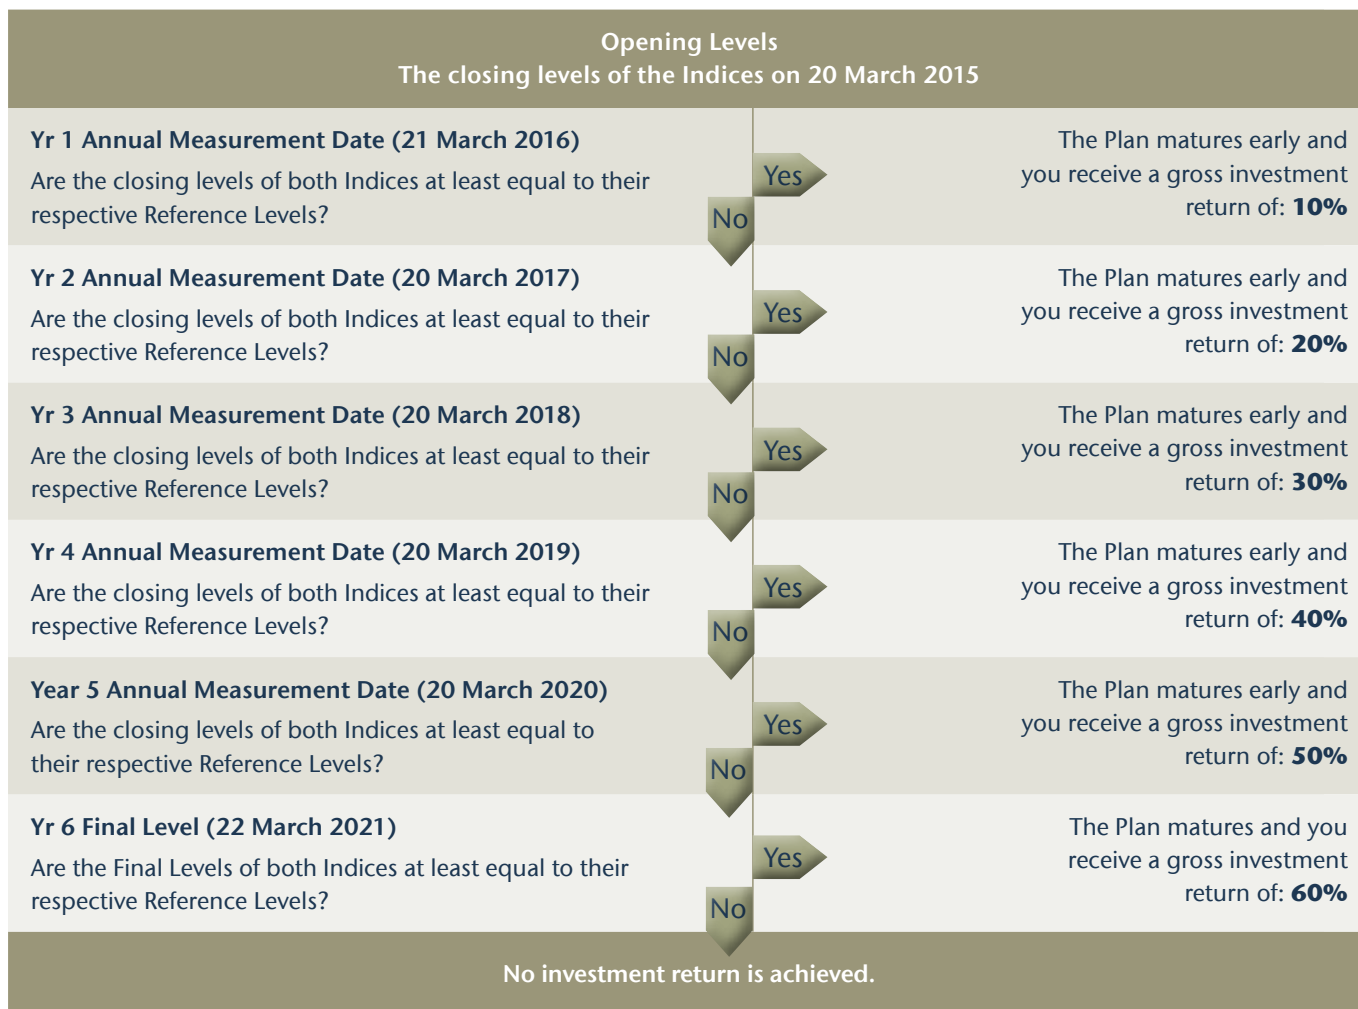 Opening Levels
The closing levels of the Indices on 20 March 2015
Yr 1 Annual Measurement Date (21 March 2016)
Are the closing levels of both Indices at least equal to their
respective Reference Levels?
Yes
No
The Plan matures early and
you receive a gross investment
return of: 10%
Yr 2 Annual Measurement Date (20 March 2017)
Are the closing levels of both Indices at least equal to their
respective Reference Levels?
Yes
No
The Plan matures early and
you receive a gross investment
return of: 20%
Yr 3 Annual Measurement Date (20 March 2018)
Are the closing levels of both Indices at least equal to their
respective Reference Levels?
Yes
No
The Plan matures early and
you receive a gross investment
return of: 30%
Yr 4 Annual Measurement Date (20 March 2019)
Are the closing levels of both Indices at least equal to their
respective Reference Levels?
Yes
No
The Plan matures early and
you receive a gross investment
return of: 40%
Year 5 Annual Measurement Date (20 March 2020)
Are the closing levels of both Indices at least equal to
their respective Reference Levels?
Yes
No
The Plan matures early and
you receive a gross investment
return of: 50%
Yr 6 Final Level (22 March 2021)
Are the Final Levels of both Indices at least equal to their
respective Reference Levels?
Yes
No
The Plan matures and you
receive a gross investment
return of: 60%
No investment return is achieved.